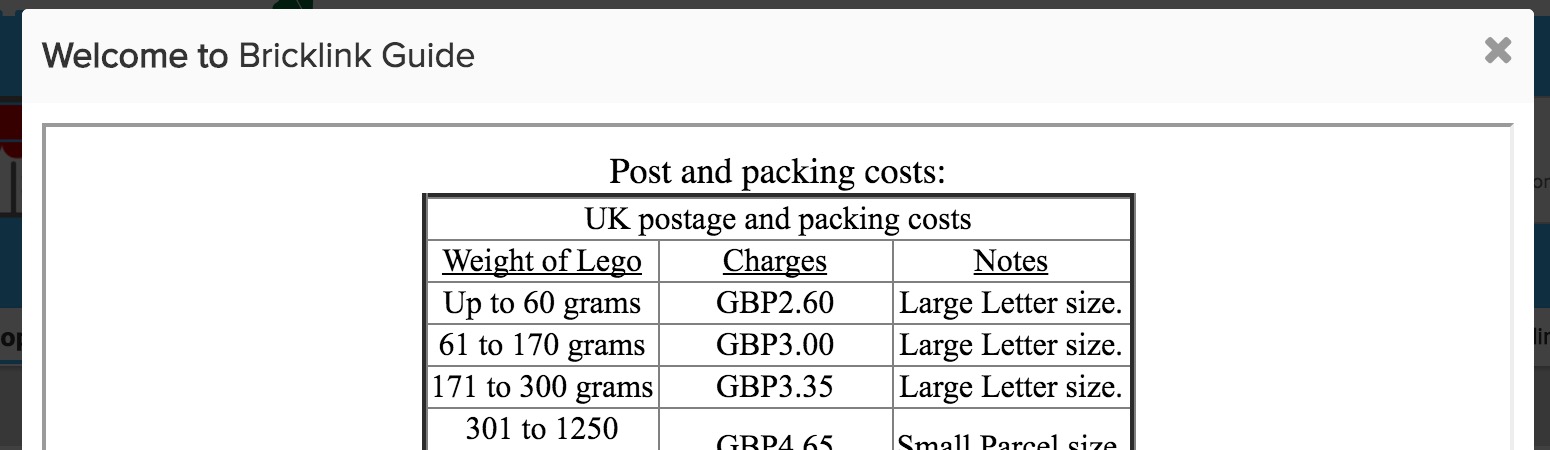 Welcome to Bricklink Guide
Post and packing costs:
UK postage and packing costs
Weight of Lego Charges Notes
Up to 60 grams GBP2.60 Large Letter size.
61 to 170 grams GBP3.00 Large Letter size.
171 to 300 grams GBP3.35 Large Letter size.
301 to 1250
GBP4.65 Small Parcel size